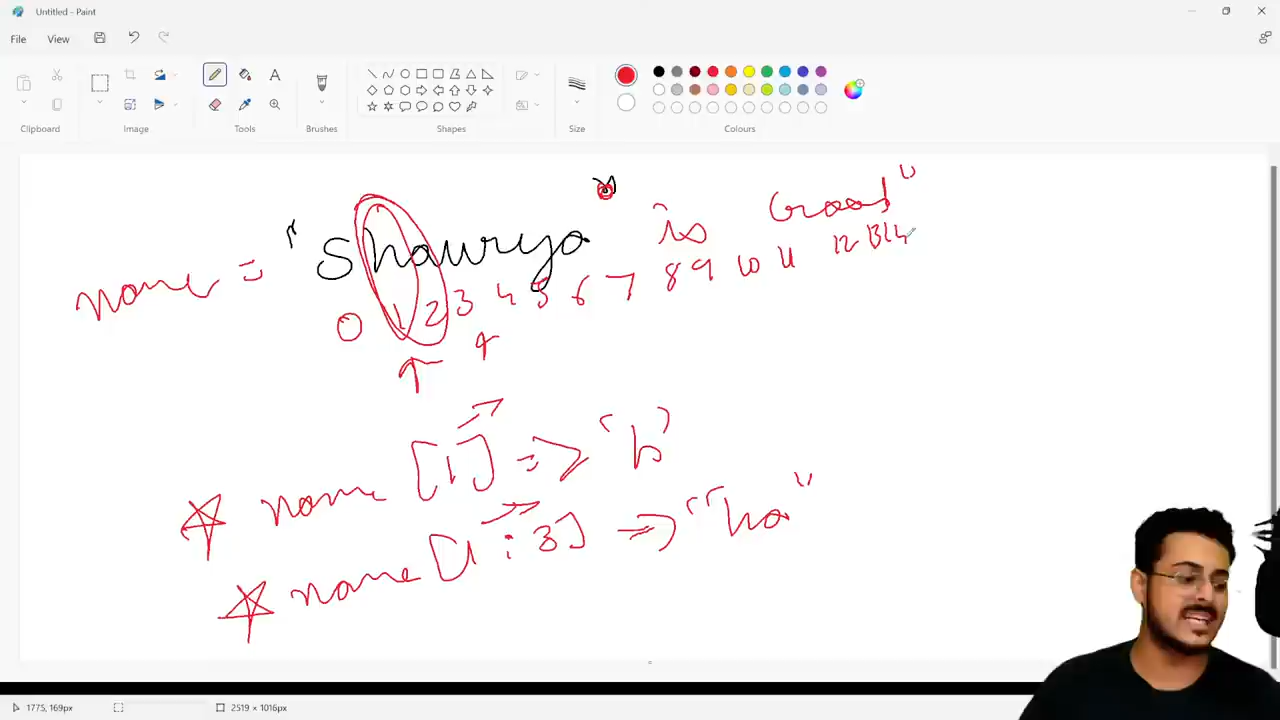 Untitled - Paint
File View
Clipboard Image Tools Brushes Shapes Size Colours
name = "Shaurya is Good"
0 1 2 3 4 5 6 7 8 9 10 11 12 13 14
name [1] => 'h'
name [1 : 3] => "ha"
1775, 169px 2519 × 1016px